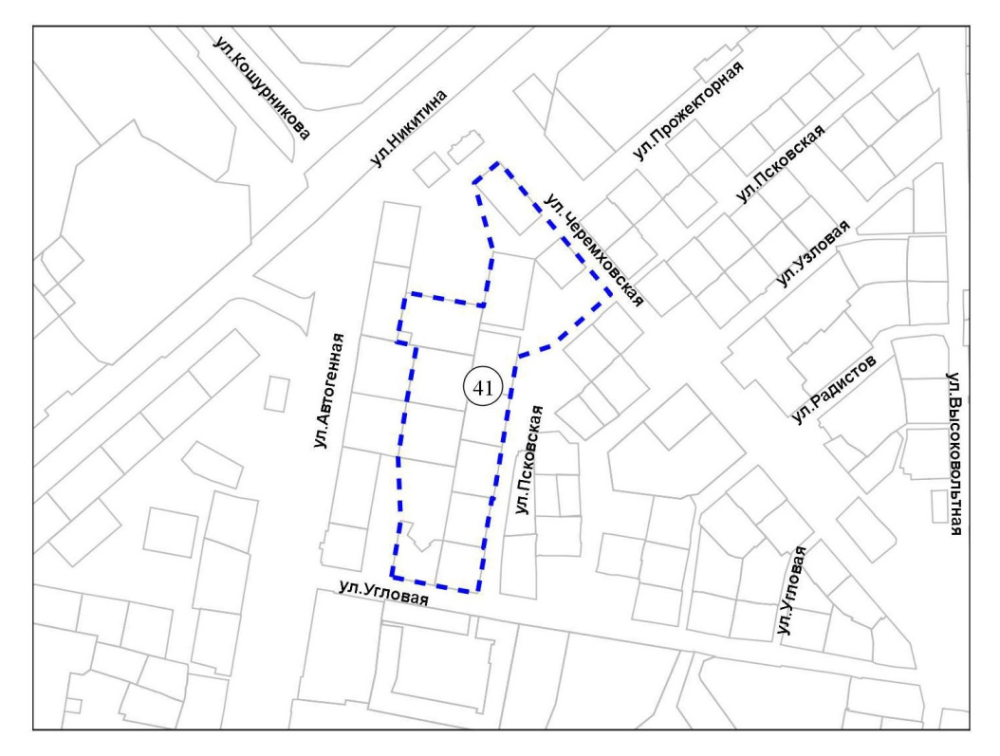 ул.Кошурникова
ул.Никитина
ул.Прожекторная
ул.Псковская
ул.Черемховская
ул.Узловая
ул.Автогенная
41
ул.Радистов
ул.Высоковольтная
ул.Псковская
ул.Угловая
ул.Угловая